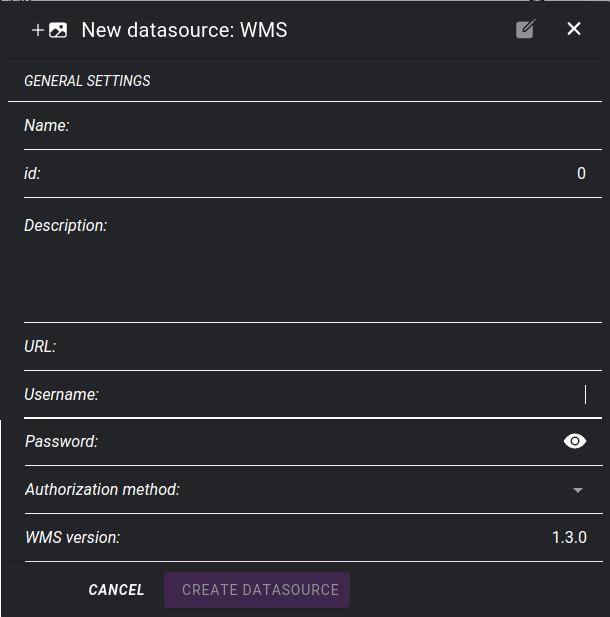 New datasource: WMS
GENERAL SETTINGS
Name:
id: 0
Description:
URL:
Username:
Password:
Authorization method:
WMS version: 1.3.0
CANCEL CREATE DATASOURCE